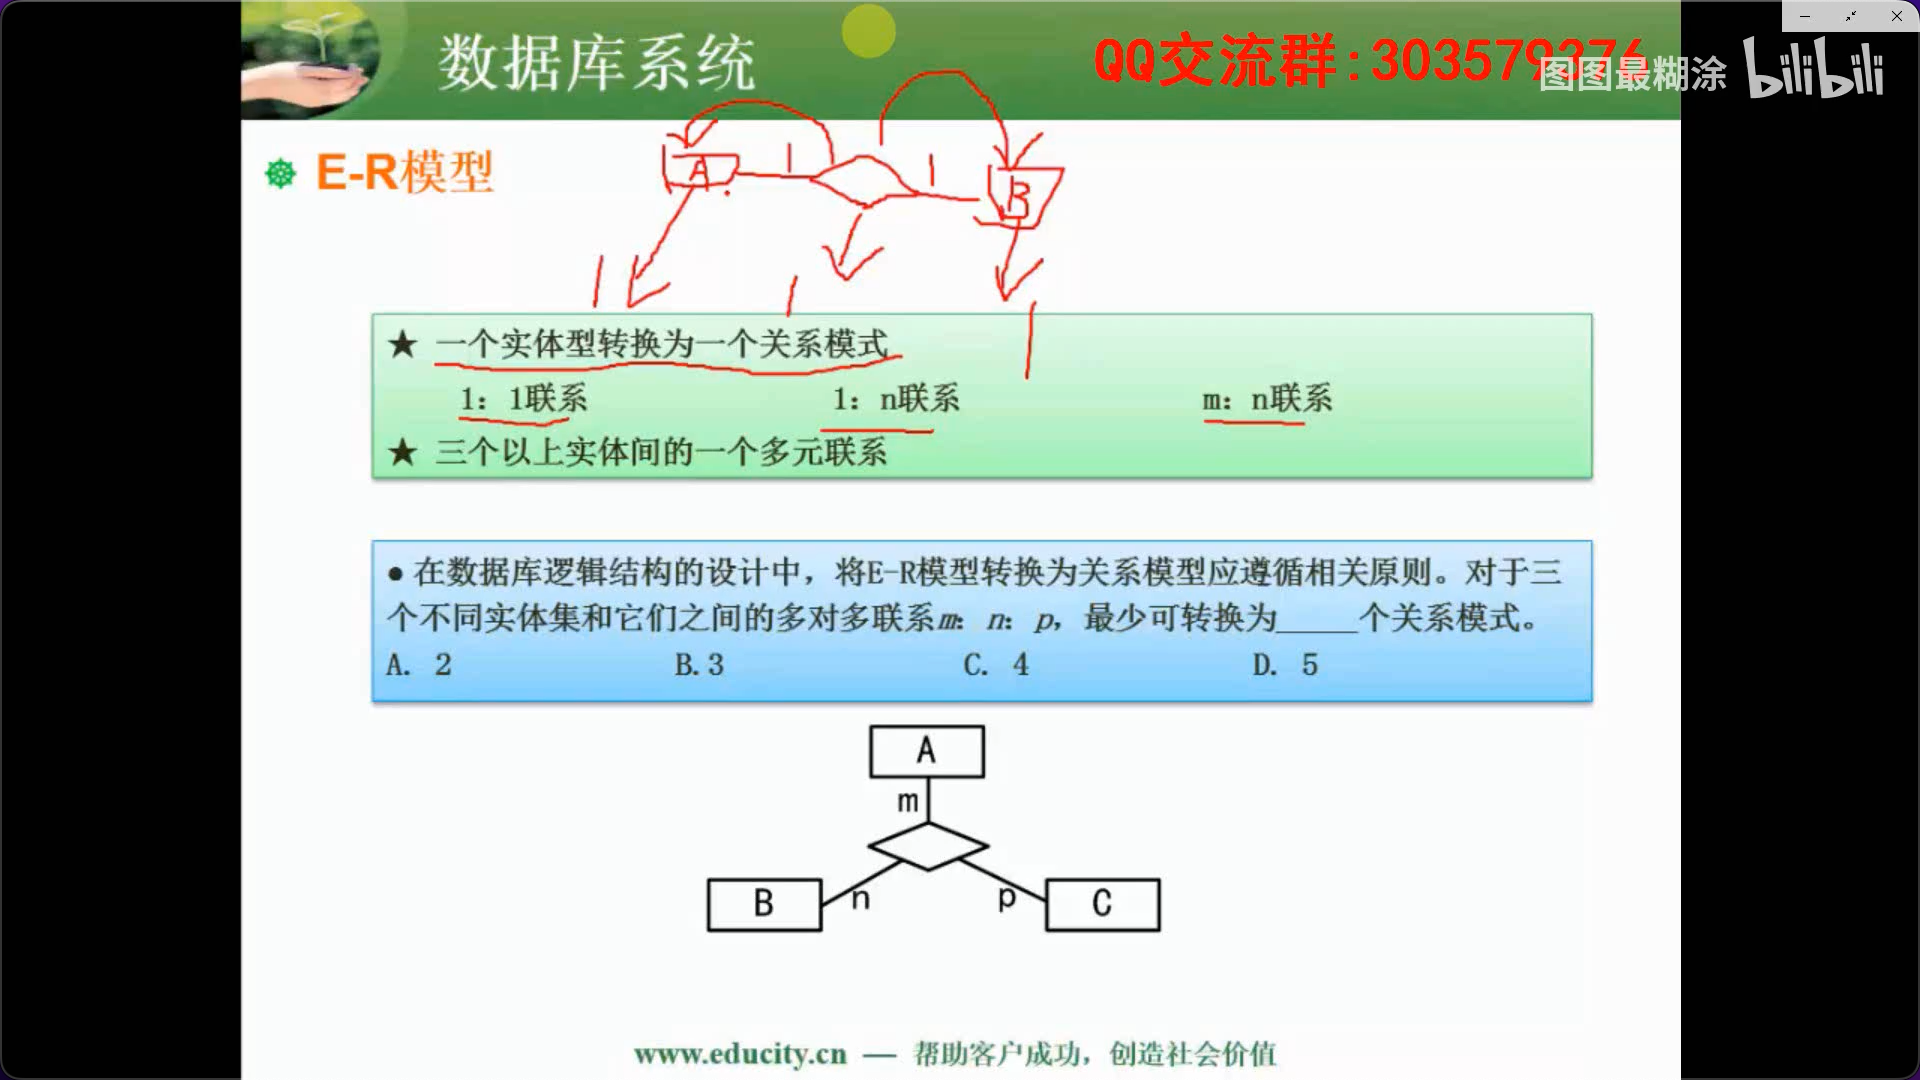 数据库系统
QQ交流群:303579376
图图最糊涂 bilibili
E-R模型
A 1 1 B
1 1 1
★ 一个实体型转换为一个关系模式
1: 1联系 1: n联系 m: n联系
★ 三个以上实体间的一个多元联系
● 在数据库逻辑结构的设计中，将E-R模型转换为关系模型应遵循相关原则。对于三
个不同实体集和它们之间的多对多联系m: n: p，最少可转换为_____个关系模式。
A. 2 B.3 C. 4 D. 5
A
m
B n p C
www.educity.cn — 帮助客户成功，创造社会价值